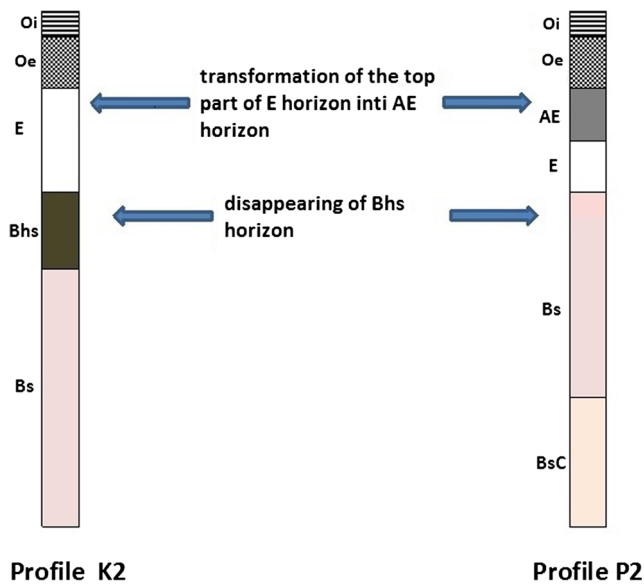 Oi
Oe
E
Bhs
Bs
transformation of the top
part of E horizon inti AE
horizon
disappearing of Bhs
horizon
Oi
Oe
AE
E
Bs
BsC
Profile K2
Profile P2